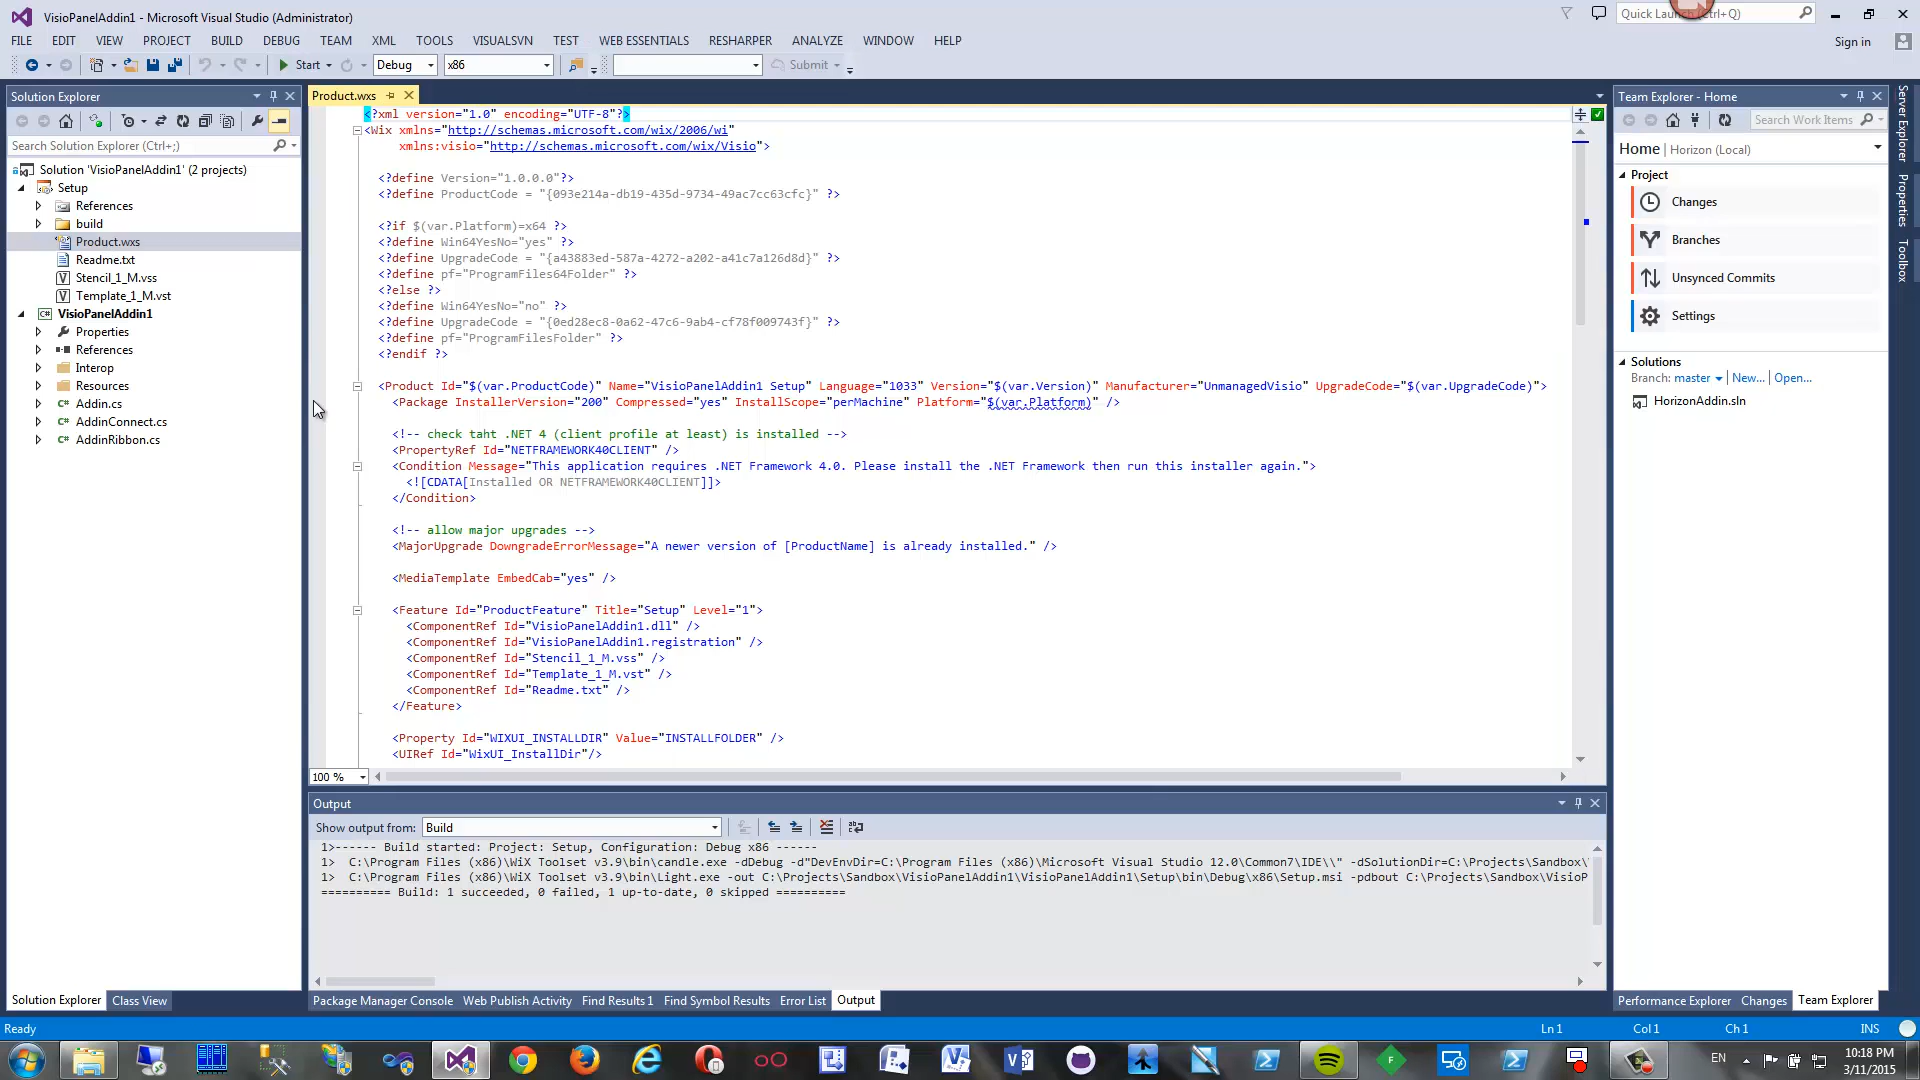 VisioPanelAddin1 - Microsoft Visual Studio (Administrator)
Quick Launch (Ctrl+Q)
FILE EDIT VIEW PROJECT BUILD DEBUG TEAM XML TOOLS VISUALSVN TEST WEB ESSENTIALS RESHARPER ANALYZE WINDOW HELP
Sign in
Start Debug x86 Submit
Solution Explorer
Search Solution Explorer (Ctrl+;)
Solution 'VisioPanelAddin1' (2 projects)
Setup
References
build
Product.wxs
Readme.txt
Stencil_1_M.vss
Template_1_M.vst
VisioPanelAddin1
Properties
References
Interop
Resources
Addin.cs
AddinConnect.cs
AddinRibbon.cs
Solution Explorer Class View
Product.wxs
<?xml version="1.0" encoding="UTF-8"?>
<Wix xmlns="http://schemas.microsoft.com/wix/2006/wi"
xmlns:visio="http://schemas.microsoft.com/wix/Visio">
<?define Version="1.0.0.0"?>
<?define ProductCode = "{093e214a-db19-435d-9734-49ac7cc63cfc}" ?>
<?if $(var.Platform)=x64 ?>
<?define Win64YesNo="yes" ?>
<?define UpgradeCode = "{a43883ed-587a-4272-a202-a41c7a126d8d}" ?>
<?define pf="ProgramFiles64Folder" ?>
<?else ?>
<?define Win64YesNo="no" ?>
<?define UpgradeCode = "{0ed28ec8-0a62-47c6-9ab4-cf78f009743f}" ?>
<?define pf="ProgramFilesFolder" ?>
<?endif ?>
<Product Id="$(var.ProductCode)" Name="VisioPanelAddin1 Setup" Language="1033" Version="$(var.Version)" Manufacturer="UnmanagedVisio" UpgradeCode="$(var.UpgradeCode)">
<Package InstallerVersion="200" Compressed="yes" InstallScope="perMachine" Platform="$(var.Platform)" />
<!-- check taht .NET 4 (client profile at least) is installed -->
<PropertyRef Id="NETFRAMEWORK40CLIENT" />
<Condition Message="This application requires .NET Framework 4.0. Please install the .NET Framework then run this installer again.">
<![CDATA[Installed OR NETFRAMEWORK40CLIENT]]>
</Condition>
<!-- allow major upgrades -->
<MajorUpgrade DowngradeErrorMessage="A newer version of [ProductName] is already installed." />
<MediaTemplate EmbedCab="yes" />
<Feature Id="ProductFeature" Title="Setup" Level="1">
<ComponentRef Id="VisioPanelAddin1.dll" />
<ComponentRef Id="VisioPanelAddin1.registration" />
<ComponentRef Id="Stencil_1_M.vss" />
<ComponentRef Id="Template_1_M.vst" />
<ComponentRef Id="Readme.txt" />
</Feature>
<Property Id="WIXUI_INSTALLDIR" Value="INSTALLFOLDER" />
<UIRef Id="WixUI_InstallDir"/>
100 %
Output
Show output from: Build
1>------ Build started: Project: Setup, Configuration: Debug x86 ------
1> C:\Program Files (x86)\WiX Toolset v3.9\bin\candle.exe -dDebug -d"DevEnvDir=C:\Program Files (x86)\Microsoft Visual Studio 12.0\Common7\IDE\\" -dSolutionDir=C:\Projects\Sandbox\
1> C:\Program Files (x86)\WiX Toolset v3.9\bin\Light.exe -out C:\Projects\Sandbox\VisioPanelAddin1\VisioPanelAddin1\Setup\bin\Debug\x86\Setup.msi -pdbout C:\Projects\Sandbox\VisioP
========== Build: 1 succeeded, 0 failed, 1 up-to-date, 0 skipped ==========
Package Manager Console Web Publish Activity Find Results 1 Find Symbol Results Error List Output
Team Explorer - Home
Search Work Items
Home | Horizon (Local)
Project
Changes
Branches
Unsynced Commits
Settings
Solutions
Branch: master | New... | Open...
HorizonAddin.sln
Performance Explorer Changes Team Explorer
Server Explorer
Properties
Toolbox
Ready Ln 1 Col 1 Ch 1 INS
EN
10:18 PM
3/11/2015